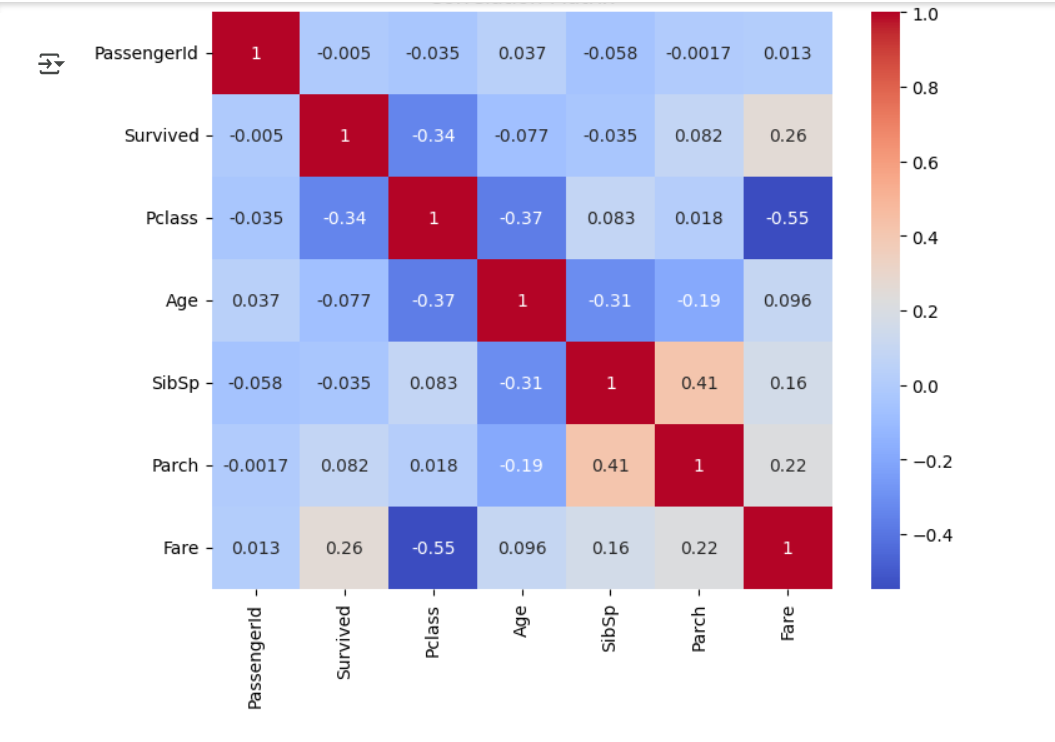 PassengerId 1 -0.005 -0.035 0.037 -0.058 -0.0017 0.013
Survived -0.005 1 -0.34 -0.077 -0.035 0.082 0.26
Pclass -0.035 -0.34 1 -0.37 0.083 0.018 -0.55
Age 0.037 -0.077 -0.37 1 -0.31 -0.19 0.096
SibSp -0.058 -0.035 0.083 -0.31 1 0.41 0.16
Parch -0.0017 0.082 0.018 -0.19 0.41 1 0.22
Fare 0.013 0.26 -0.55 0.096 0.16 0.22 1
PassengerId Survived Pclass Age SibSp Parch Fare
1.0
0.8
0.6
0.4
0.2
0.0
−0.2
−0.4